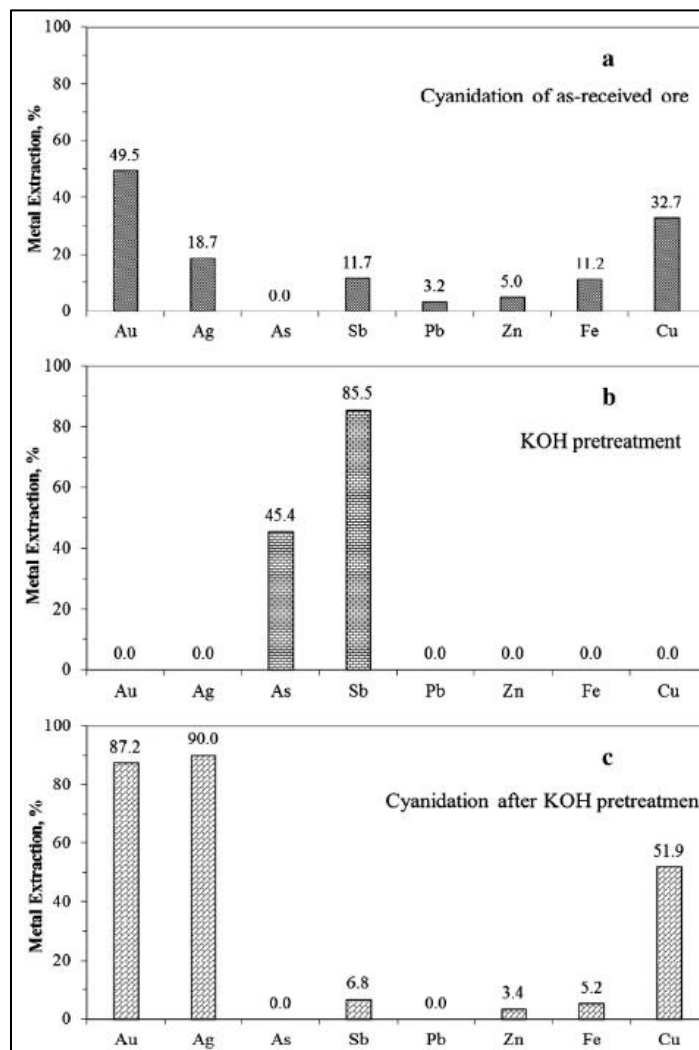 100
a
Cyanidation of as-received ore
80
Metal Extraction, %
60
49.5
40
32.7
18.7
20
11.7
11.2
5.0
3.2
0.0
0
Au Ag As Sb Pb Zn Fe Cu
100
85.5
b
80
KOH pretreatment
Metal Extraction, %
60
45.4
40
20
0.0 0.0 0.0 0.0 0.0 0.0
0
Au Ag As Sb Pb Zn Fe Cu
100
87.2 90.0
c
80
Cyanidation after KOH pretreatmen
Metal Extraction, %
60
51.9
40
20
6.8
5.2
3.4
0.0 0.0
0
Au Ag As Sb Pb Zn Fe Cu